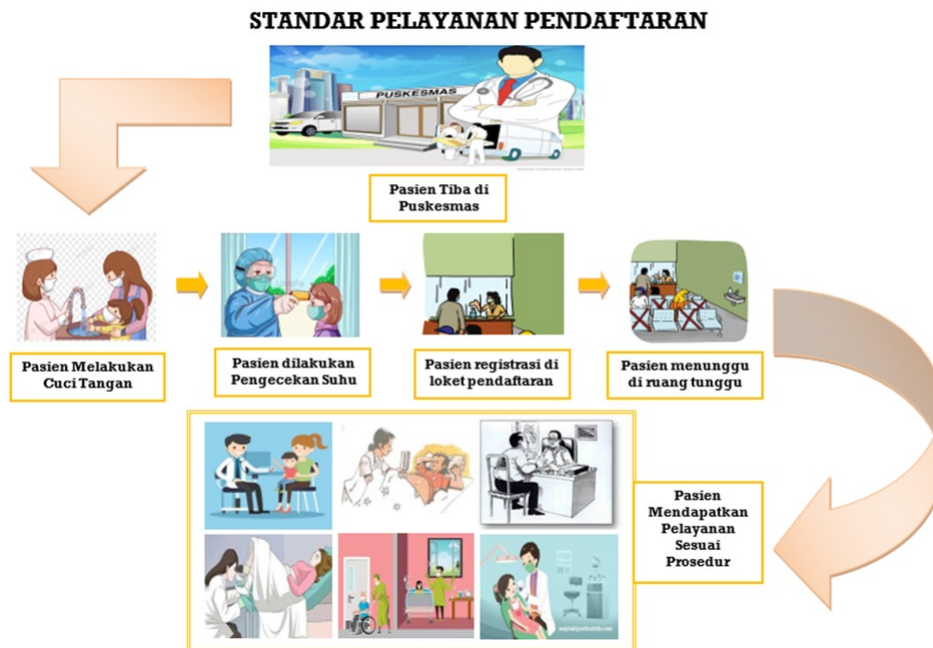 STANDAR PELAYANAN PENDAFTARAN
PUSKESMAS
Pasien Tiba di
Puskesmas
Pasien Melakukan
Cuci Tangan
Pasien dilakukan
Pengecekan Suhu
Pasien registrasi di
loket pendaftaran
Pasien menunggu
di ruang tunggu
Pasien
Mendapatkan
Pelayanan
Sesuai
Prosedur